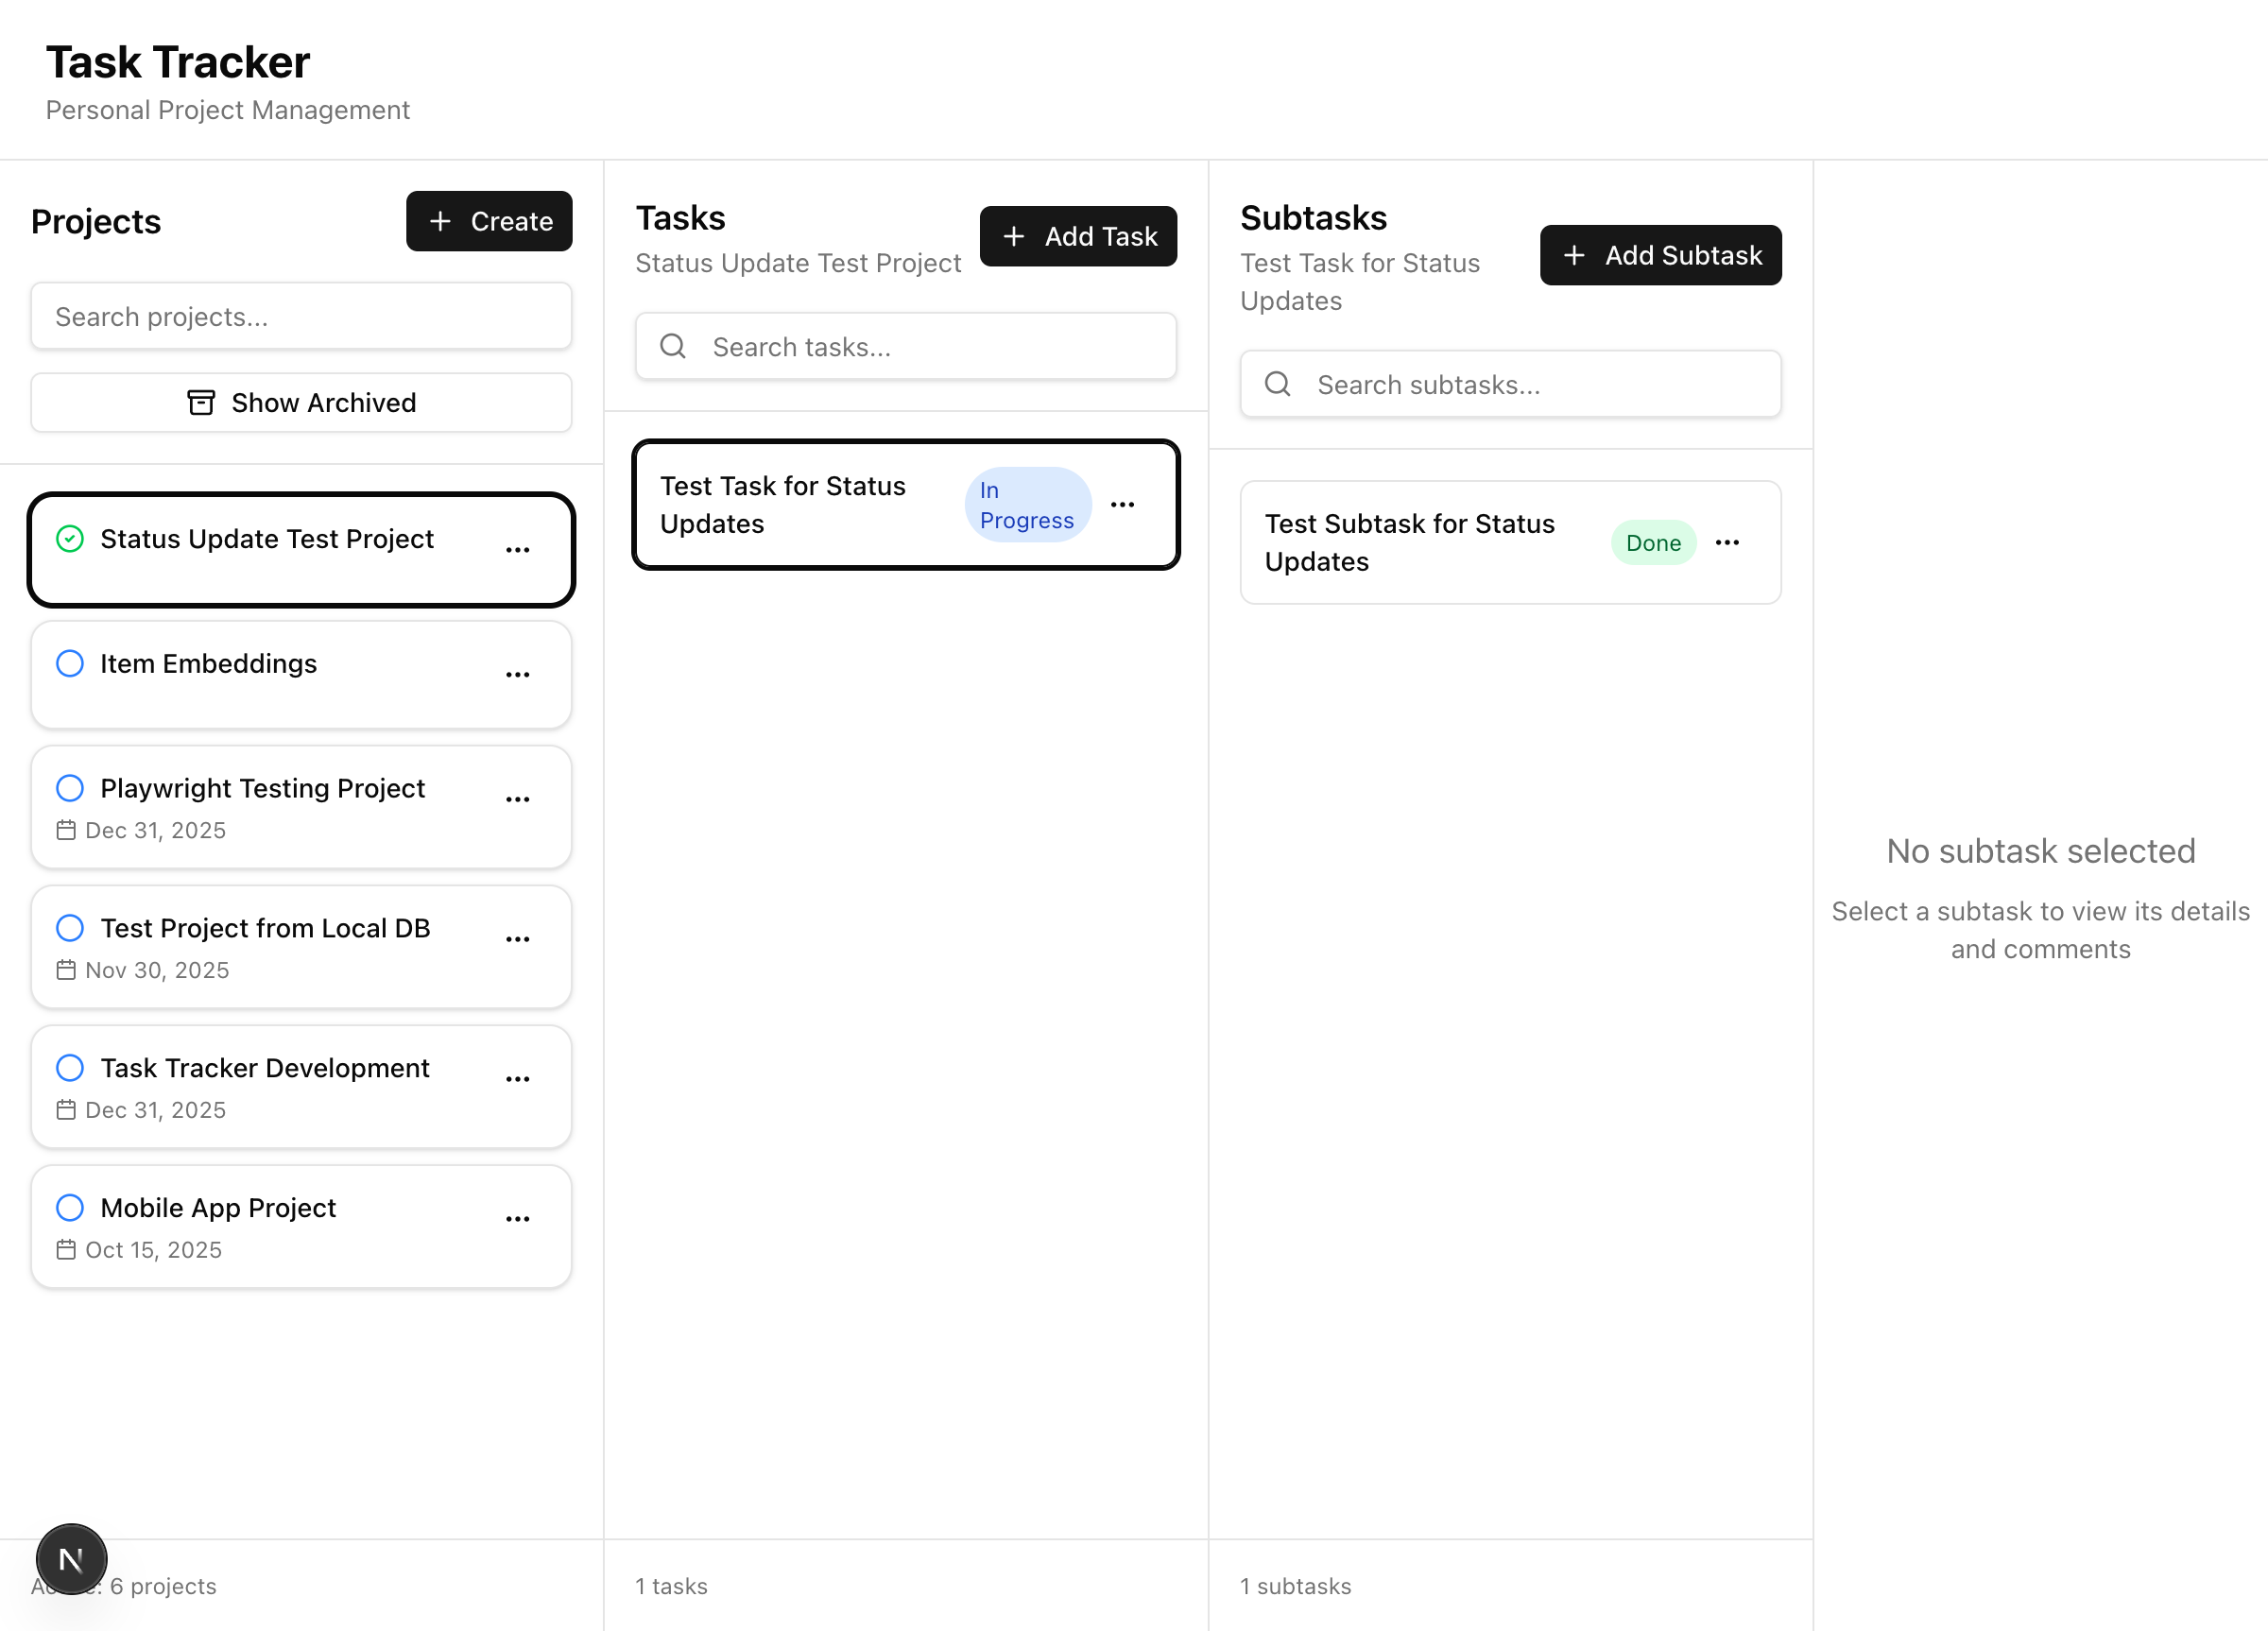 Task Tracker
Personal Project Management
Projects
Create
Search projects...
Show Archived
Status Update Test Project
Item Embeddings
Playwright Testing Project
Dec 31, 2025
Test Project from Local DB
Nov 30, 2025
Task Tracker Development
Dec 31, 2025
Mobile App Project
Oct 15, 2025
N
6 projects
Tasks
Status Update Test Project
Add Task
Search tasks...
Test Task for Status
Updates
In
Progress
1 tasks
Subtasks
Test Task for Status
Updates
Add Subtask
Search subtasks...
Test Subtask for Status
Updates
Done
1 subtasks
No subtask selected
Select a subtask to view its details
and comments